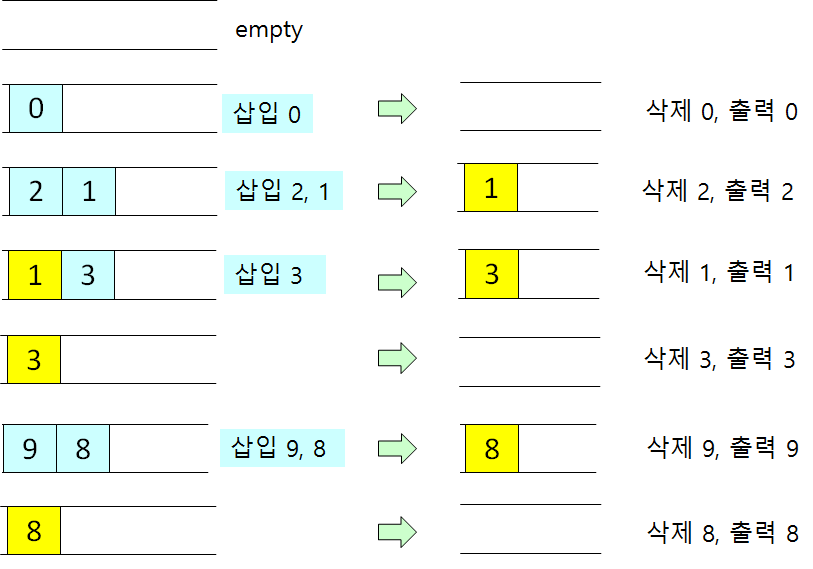 empty
0 삽입 0 삭제 0, 출력 0
2 1 삽입 2, 1 1 삭제 2, 출력 2
1 3 삽입 3 3 삭제 1, 출력 1
3 삭제 3, 출력 3
9 8 삽입 9, 8 8 삭제 9, 출력 9
8 삭제 8, 출력 8